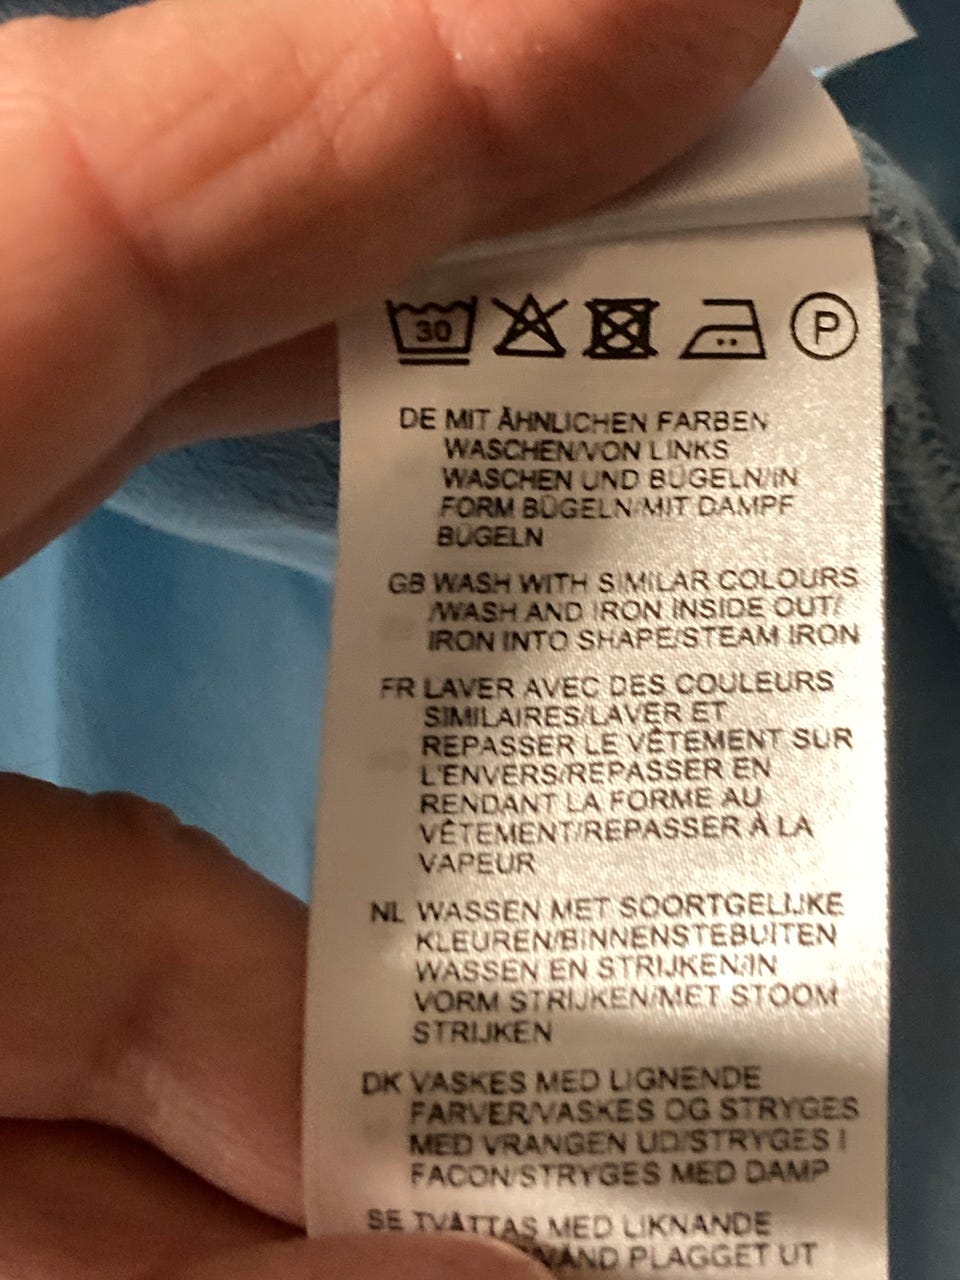 30
P
DE MIT ÄHNLICHEN FARBEN
WASCHEN/VON LINKS
WASCHEN UND BÜGELN/IN
FORM BÜGELN/MIT DAMPF
BÜGELN
GB WASH WITH SIMILAR COLOURS
/WASH AND IRON INSIDE OUT/
IRON INTO SHAPE/STEAM IRON
FR LAVER AVEC DES COULEURS
SIMILAIRES/LAVER ET
REPASSER LE VÊTEMENT SUR
L'ENVERS/REPASSER EN
RENDANT LA FORME AU
VÊTEMENT/REPASSER À LA
VAPEUR
NL WASSEN MET SOORTGELIJKE
KLEUREN/BINNENSTEBUITEN
WASSEN EN STRIJKEN/IN
VORM STRIJKEN/MET STOOM
STRIJKEN
DK VASKES MED LIGNENDE
FARVER/VASKES OG STRYGES
MED VRANGEN UD/STRYGES I
FACON/STRYGES MED DAMP
SE TVÄTTAS MED LIKNANDE
PLAGGET UT